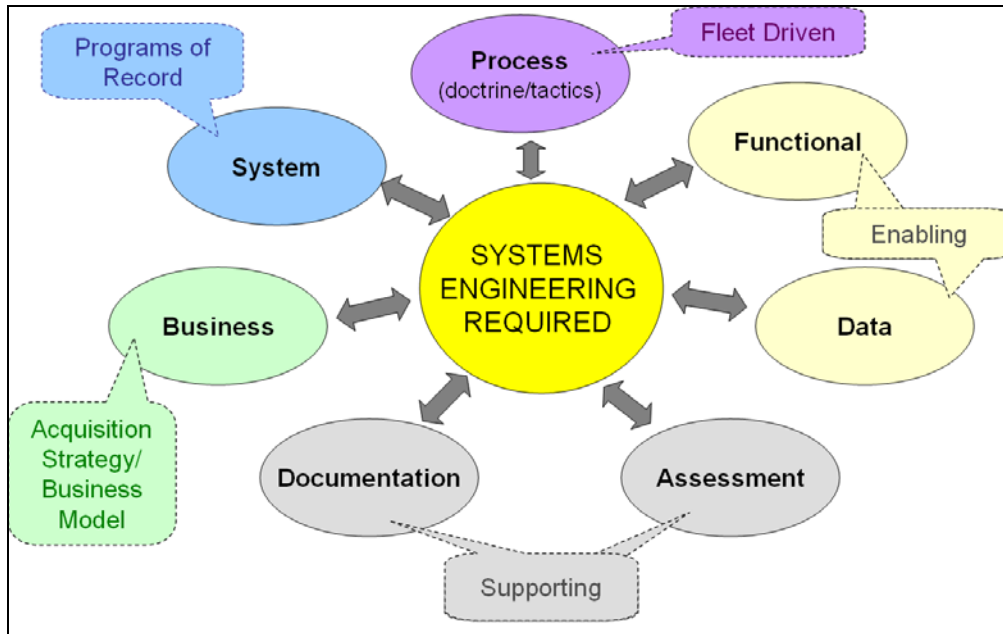 Programs of
Record
Process
(doctrine/tactics)
Fleet Driven
System
Functional
Enabling
SYSTEMS
ENGINEERING
REQUIRED
Business
Data
Acquisition
Strategy/
Business
Model
Documentation
Assessment
Supporting